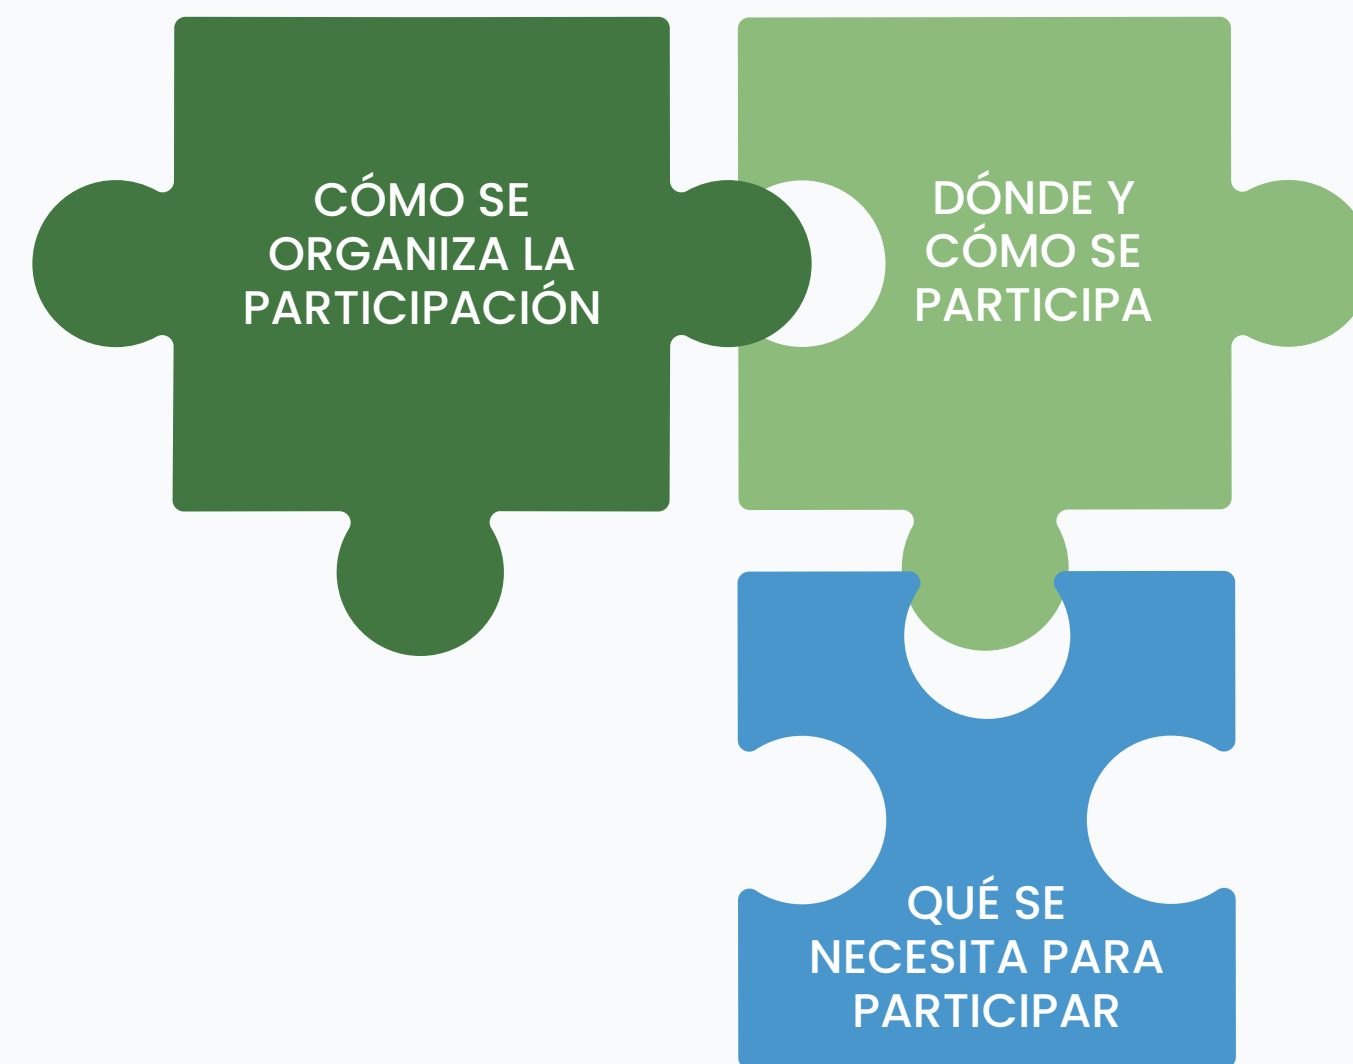 CÓMO SE
ORGANIZA LA
PARTICIPACIÓN
DÓNDE Y
CÓMO SE
PARTICIPA
QUÉ SE
NECESITA PARA
PARTICIPAR